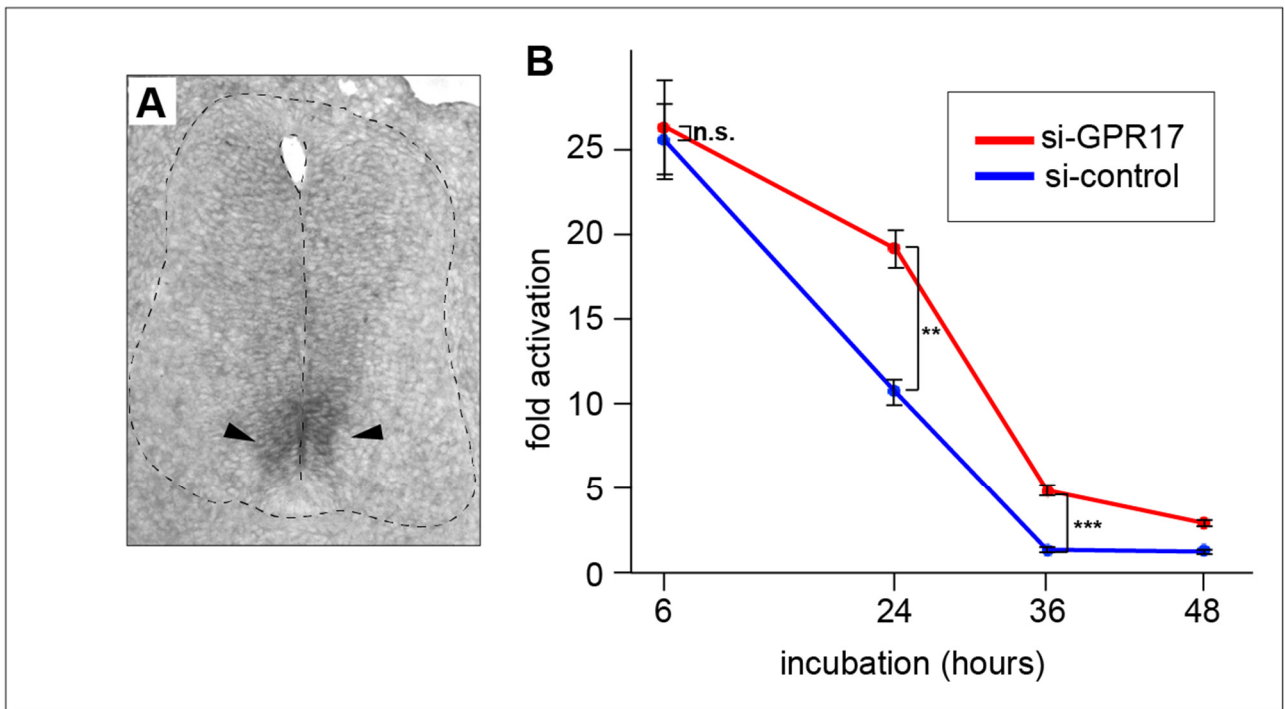 A
B
25
20
15
10
5
0
fold activation
n.s.
**
***
si-GPR17
si-control
6 24 36 48
incubation (hours)